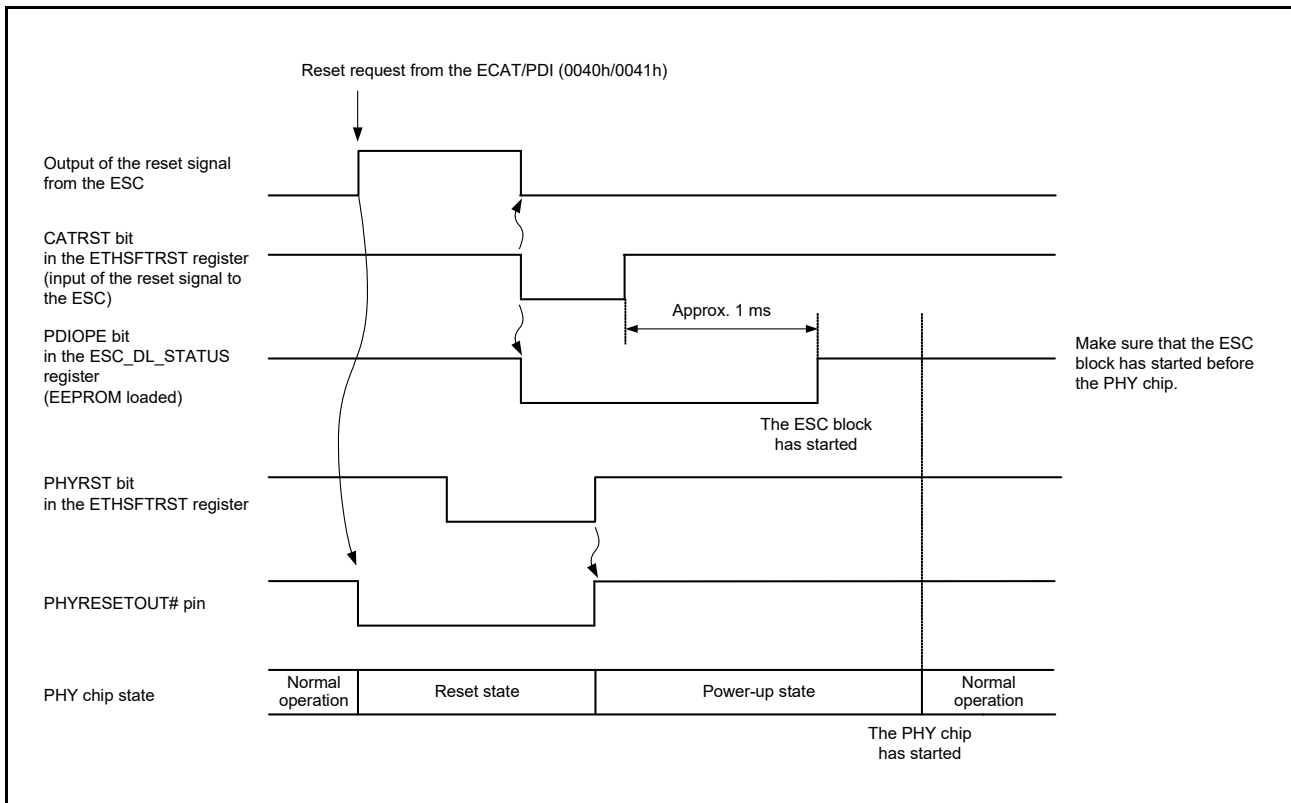 Reset request from the ECAT/PDI (0040h/0041h)
Output of the reset signal
from the ESC
CATRST bit
in the ETHSFTRST register
(input of the reset signal to
the ESC)
Approx. 1 ms
PDIOPE bit
in the ESC_DL_STATUS
register
(EEPROM loaded)
Make sure that the ESC
block has started before
the PHY chip.
The ESC block
has started
PHYRST bit
in the ETHSFTRST register
PHYRESETOUT# pin
PHY chip state
Normal
operation
Reset state
Power-up state
Normal
operation
The PHY chip
has started